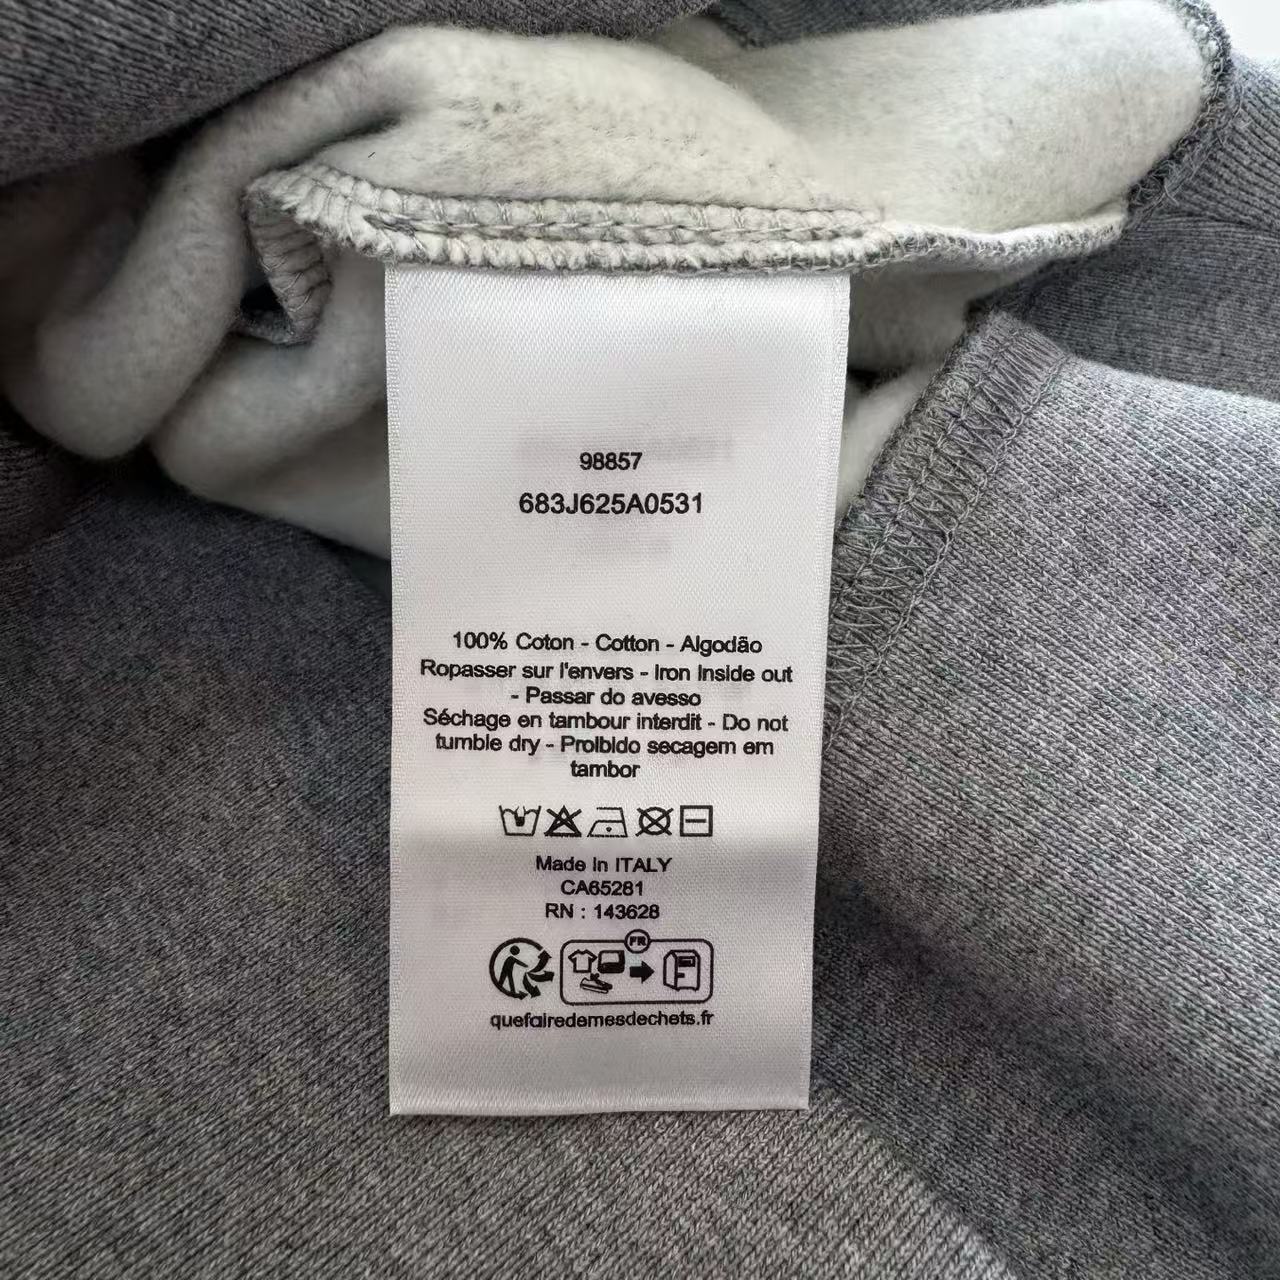 98857
683J625A0531
100% Coton - Cotton - Algodão
Ropasser sur l'envers - Iron Inside out
- Passar do avesso
Séchage en tambour interdit - Do not
tumble dry - Proibido secagem em
tambor
Made In ITALY
CA65281
RN : 143628
FR
quefairedemesdechets.fr